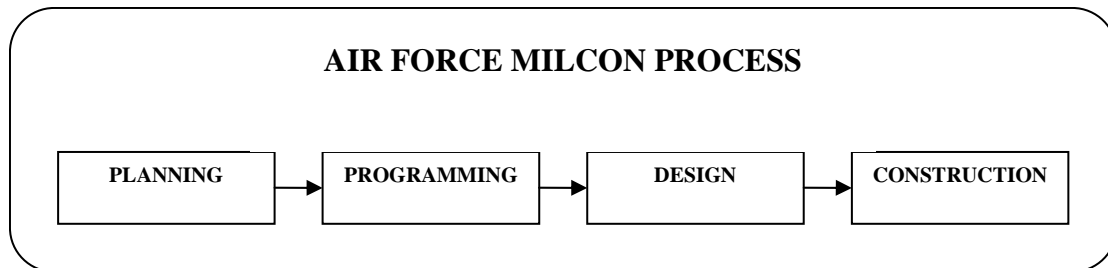 AIR FORCE MILCON PROCESS
PLANNING
PROGRAMMING
DESIGN
CONSTRUCTION